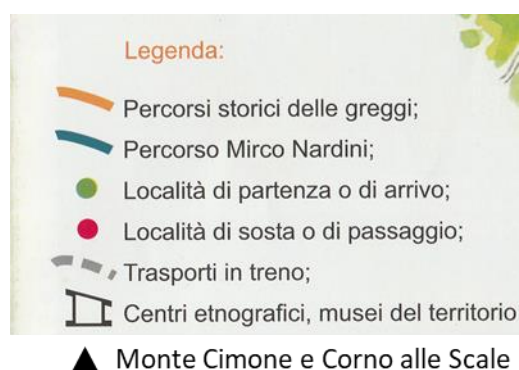 Legenda:
Percorsi storici delle greggi;
Percorso Mirco Nardini;
Località di partenza o di arrivo;
Località di sosta o di passaggio;
Trasporti in treno;
Centri etnografici, musei del territorio
Monte Cimone e Corno alle Scale